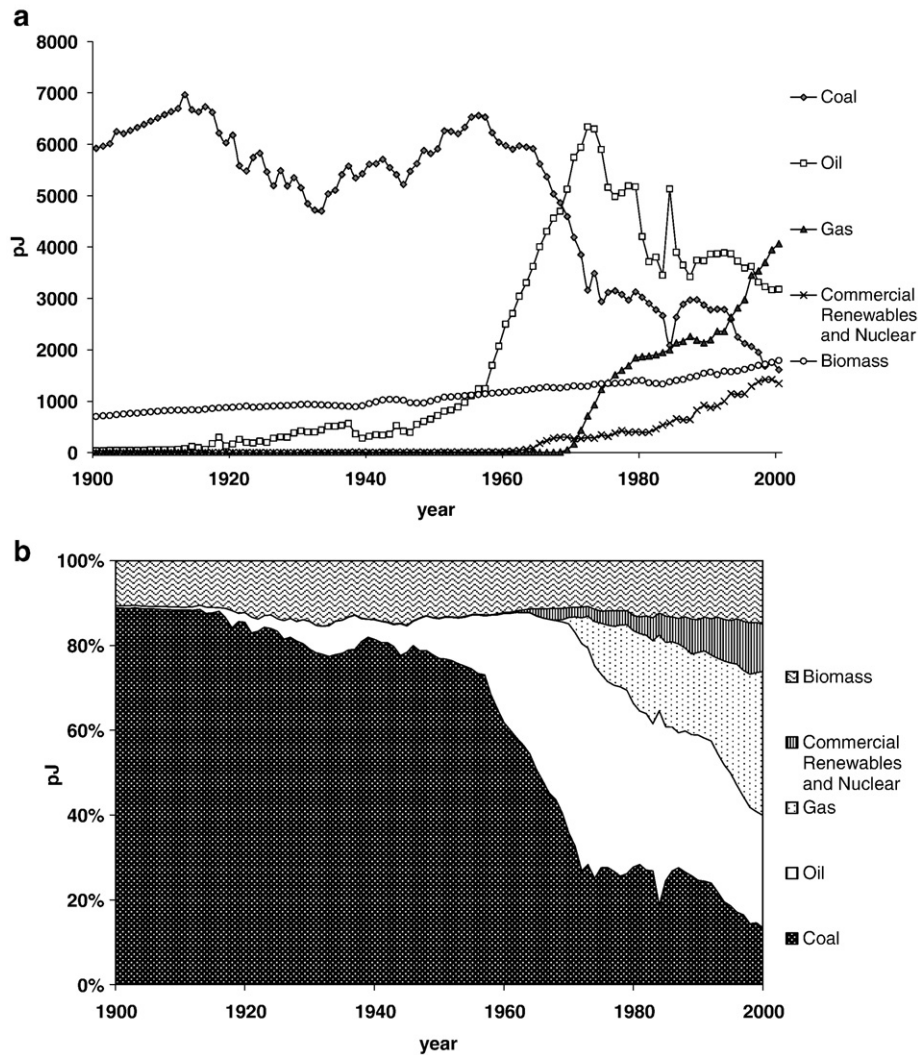 a
8000
7000
6000
5000
4000
3000
2000
1000
0
pJ
1900 1920 1940 1960 1980 2000
year
Coal
Oil
Gas
Commercial
Renewables
and Nuclear
Biomass
b
100%
80%
60%
40%
20%
0%
pJ
1900 1920 1940 1960 1980 2000
year
Biomass
Commercial
Renewables
and Nuclear
Gas
Oil
Coal